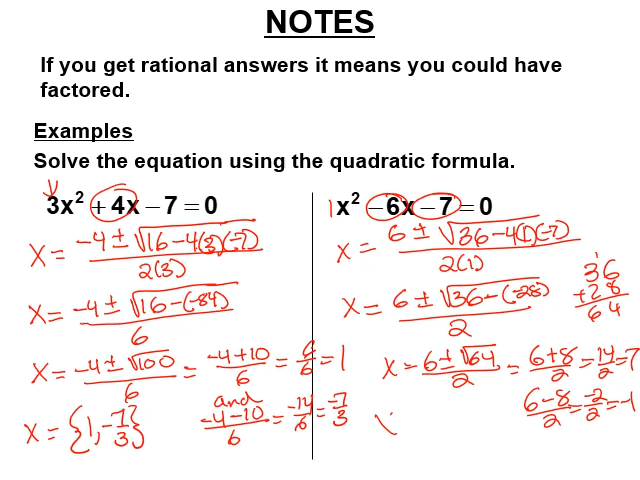 NOTES
If you get rational answers it means you could have
factored.
Examples
Solve the equation using the quadratic formula.
3x² + 4x − 7 = 0
x = (-4 ± √(16 - 4(3)(-7))) / 2(3)
x = (-4 ± √(16 - (-84))) / 6
x = (-4 ± √100) / 6 = (-4 + 10) / 6 = 6/6 = 1
and
(-4 - 10) / 6 = -14/6 = -7/3
x = {1, -7/3}
1x² − 6x − 7 = 0
x = (6 ± √(36 - 4(1)(-7))) / 2(1)
x = (6 ± √(36 - (-28))) / 2
1
36
+28
64
x = (6 ± √64) / 2 = (6 + 8) / 2 = 14/2 = 7
(6 - 8) / 2 = -2/2 = -1